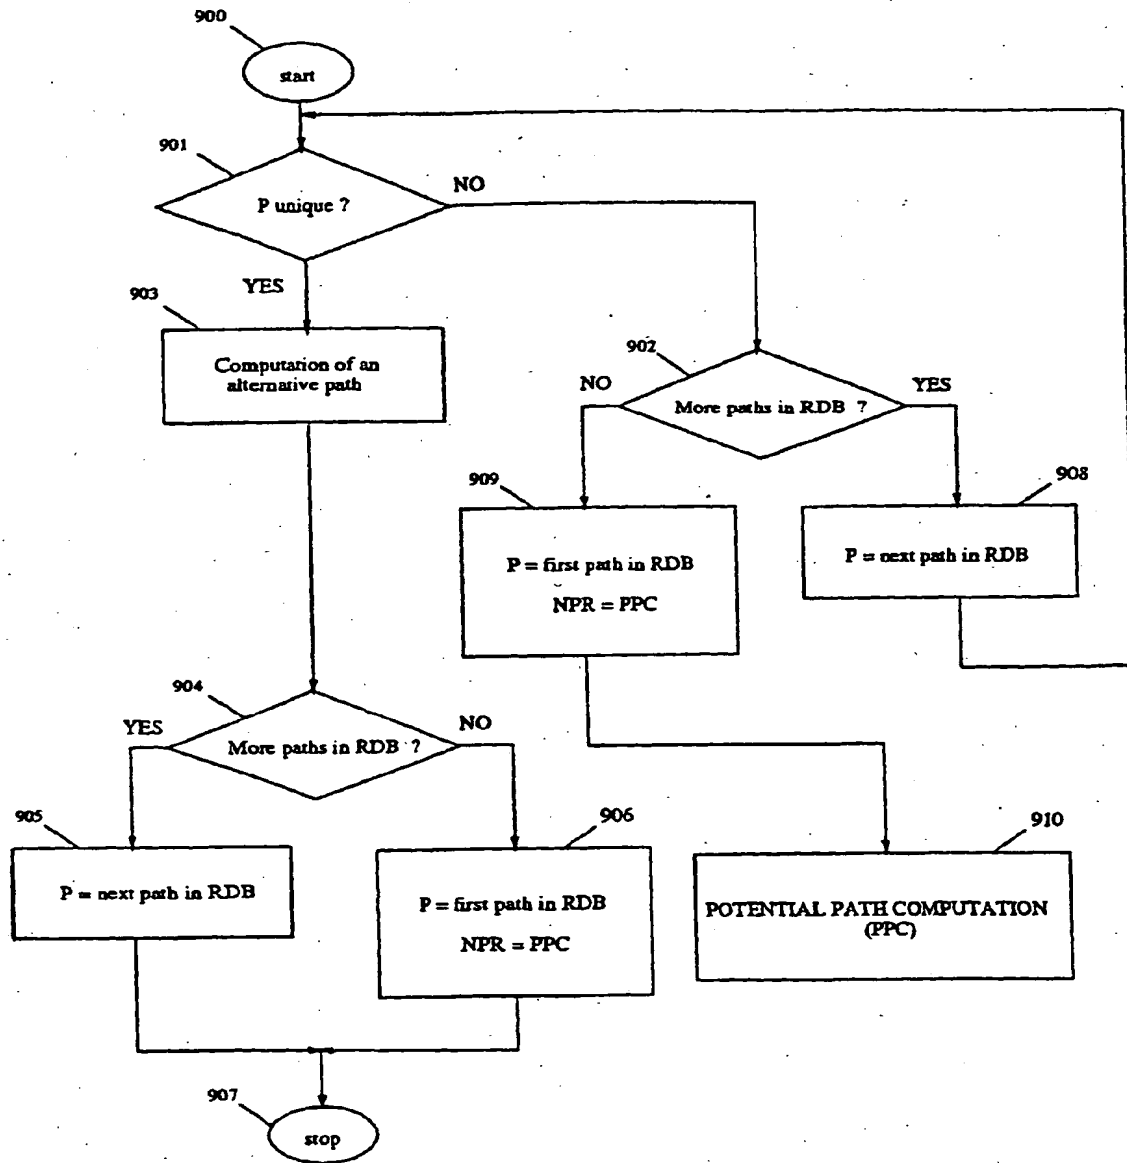 900
start
901
P unique ?
NO
YES
903
Computation of an
alternative path
902
NO
More paths in RDB ?
YES
909
P = first path in RDB
NPR = PPC
908
P = next path in RDB
904
YES
More paths in RDB ?
NO
905
P = next path in RDB
906
P = first path in RDB
NPR = PPC
910
POTENTIAL PATH COMPUTATION
(PPC)
907
stop